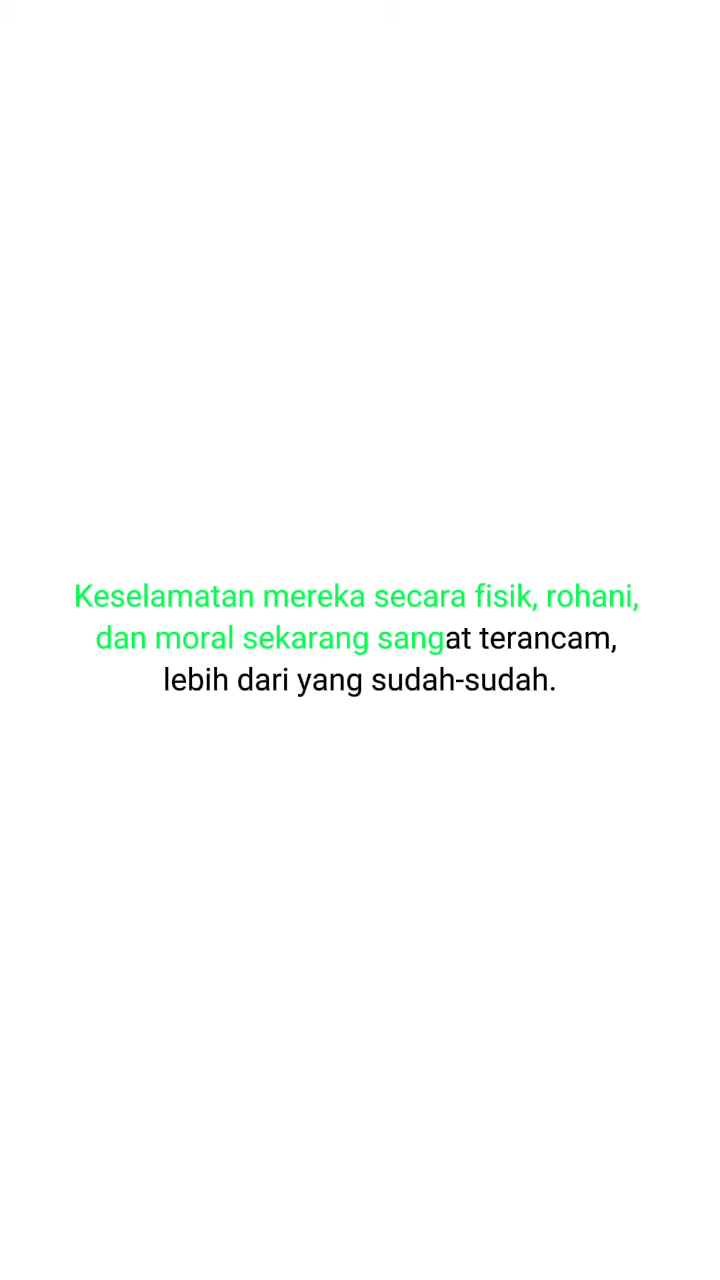 Keselamatan mereka secara fisik, rohani,
dan moral sekarang sangat terancam,
lebih dari yang sudah-sudah.